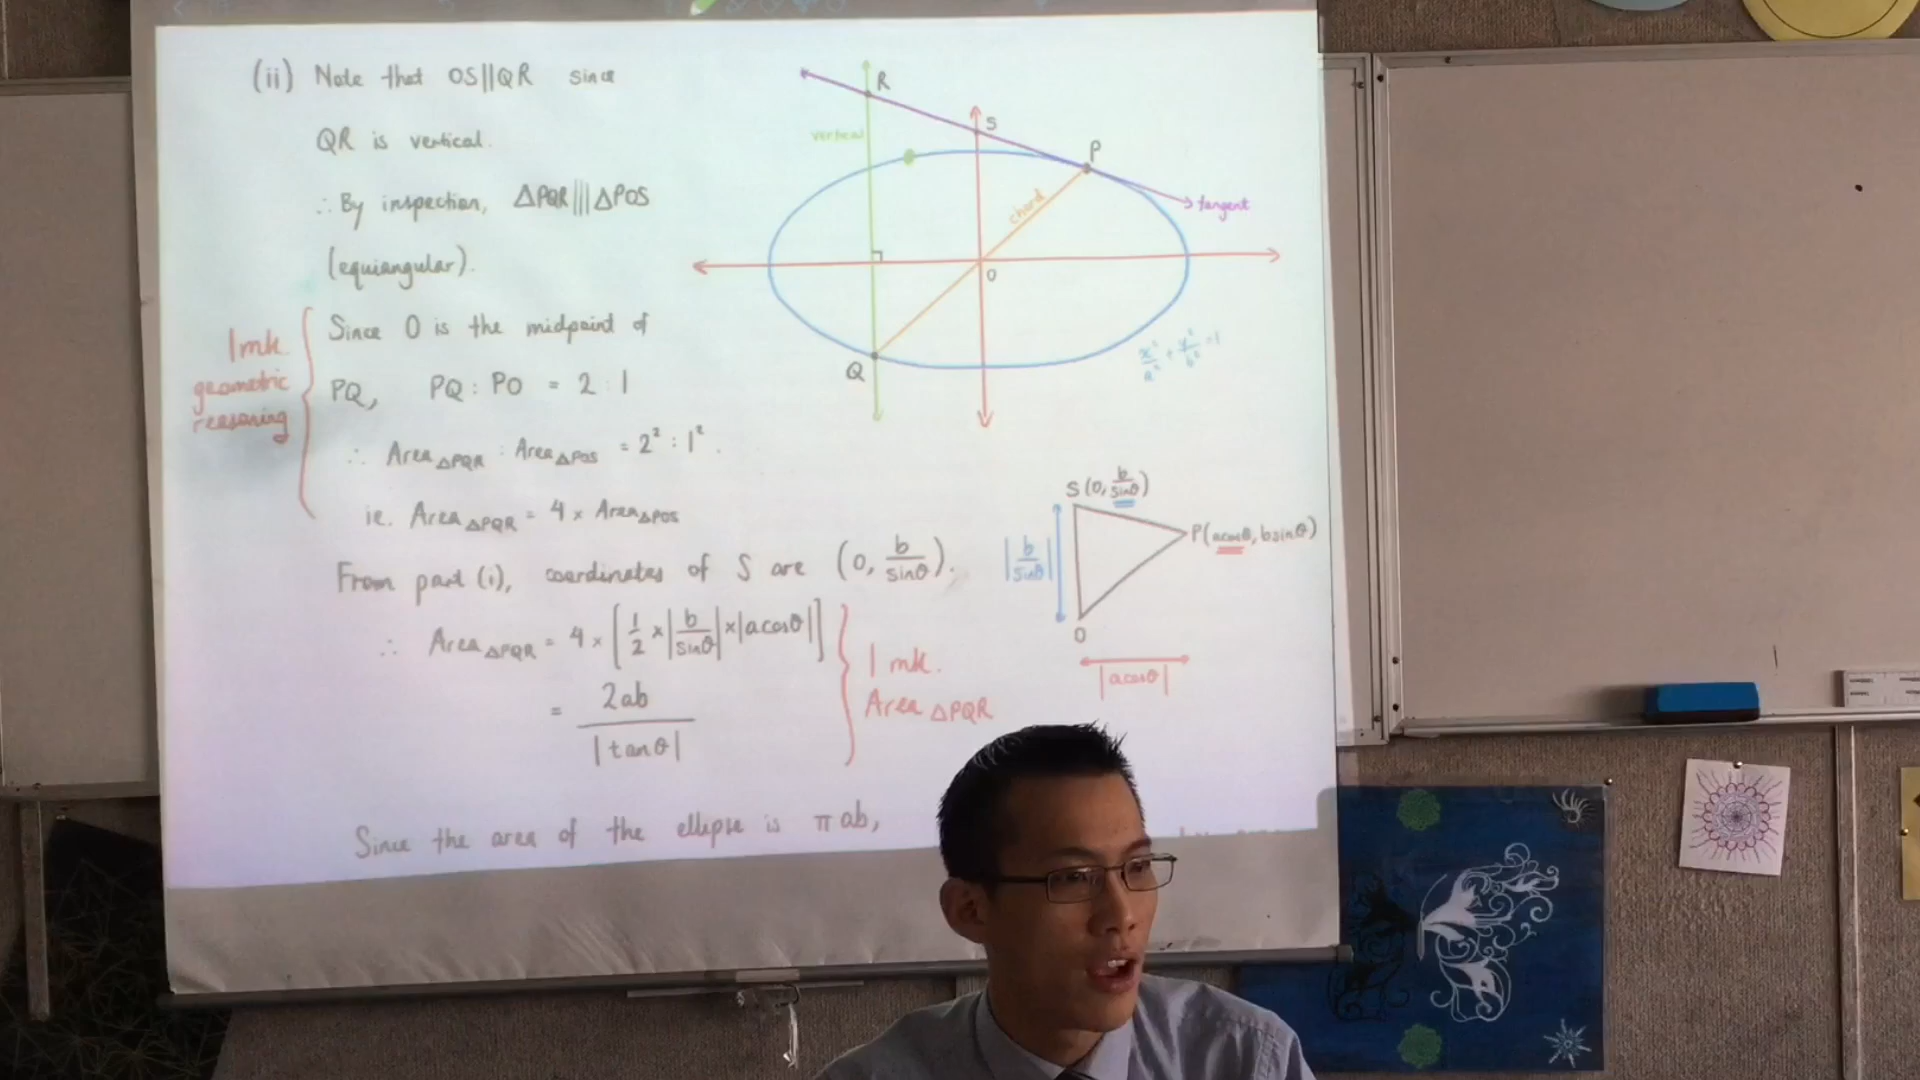 (ii) Note that OS||QR since
QR is vertical.
∴ By inspection, ΔPQR ||| ΔPOS
(equiangular).
Since O is the midpoint of
PQ, PQ : PO = 2 : 1
∴ Area ΔPQR : Area ΔPOS = 2² : 1².
ie. Area ΔPQR = 4 × Area ΔPOS
1mk.
geometric
reasoning
From part (i), coordinates of S are (0, b/sinθ).
∴ Area ΔPQR = 4 × [1/2 × |b/sinθ| × |acosθ|]
= 2ab/|tanθ|
1 mk.
Area ΔPQR
Since the area of the ellipse is πab,
R
S
P
vertical
chord
tangent
O
Q
x²/a² + y²/b² = 1
S(0, b/sinθ)
P(acosθ, bsinθ)
|b/sinθ|
O
|acosθ|